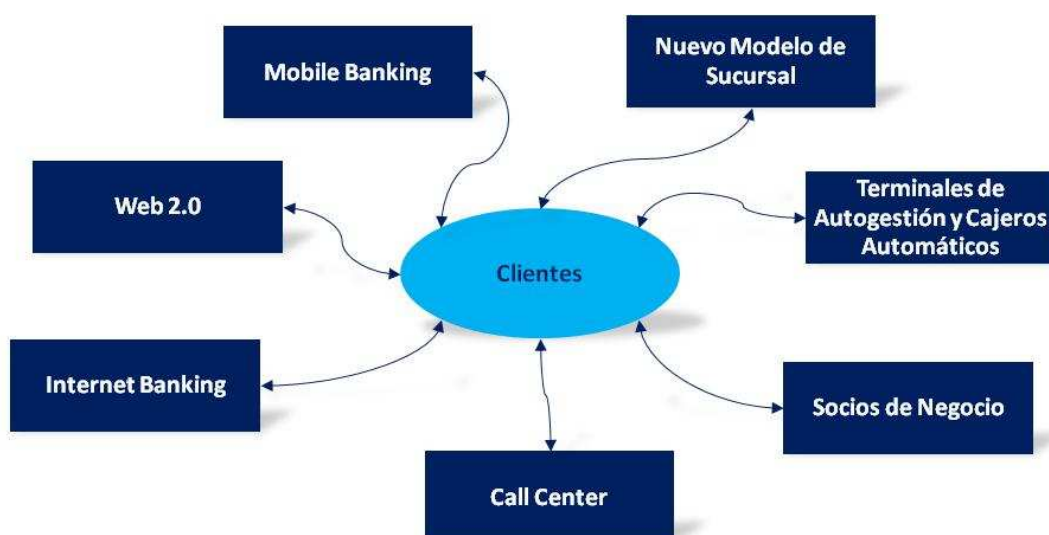 Nuevo Modelo de
Sucursal
Mobile Banking
Terminales de
Autogestión y Cajeros
Automáticos
Web 2.0
Clientes
Internet Banking
Socios de Negocio
Call Center